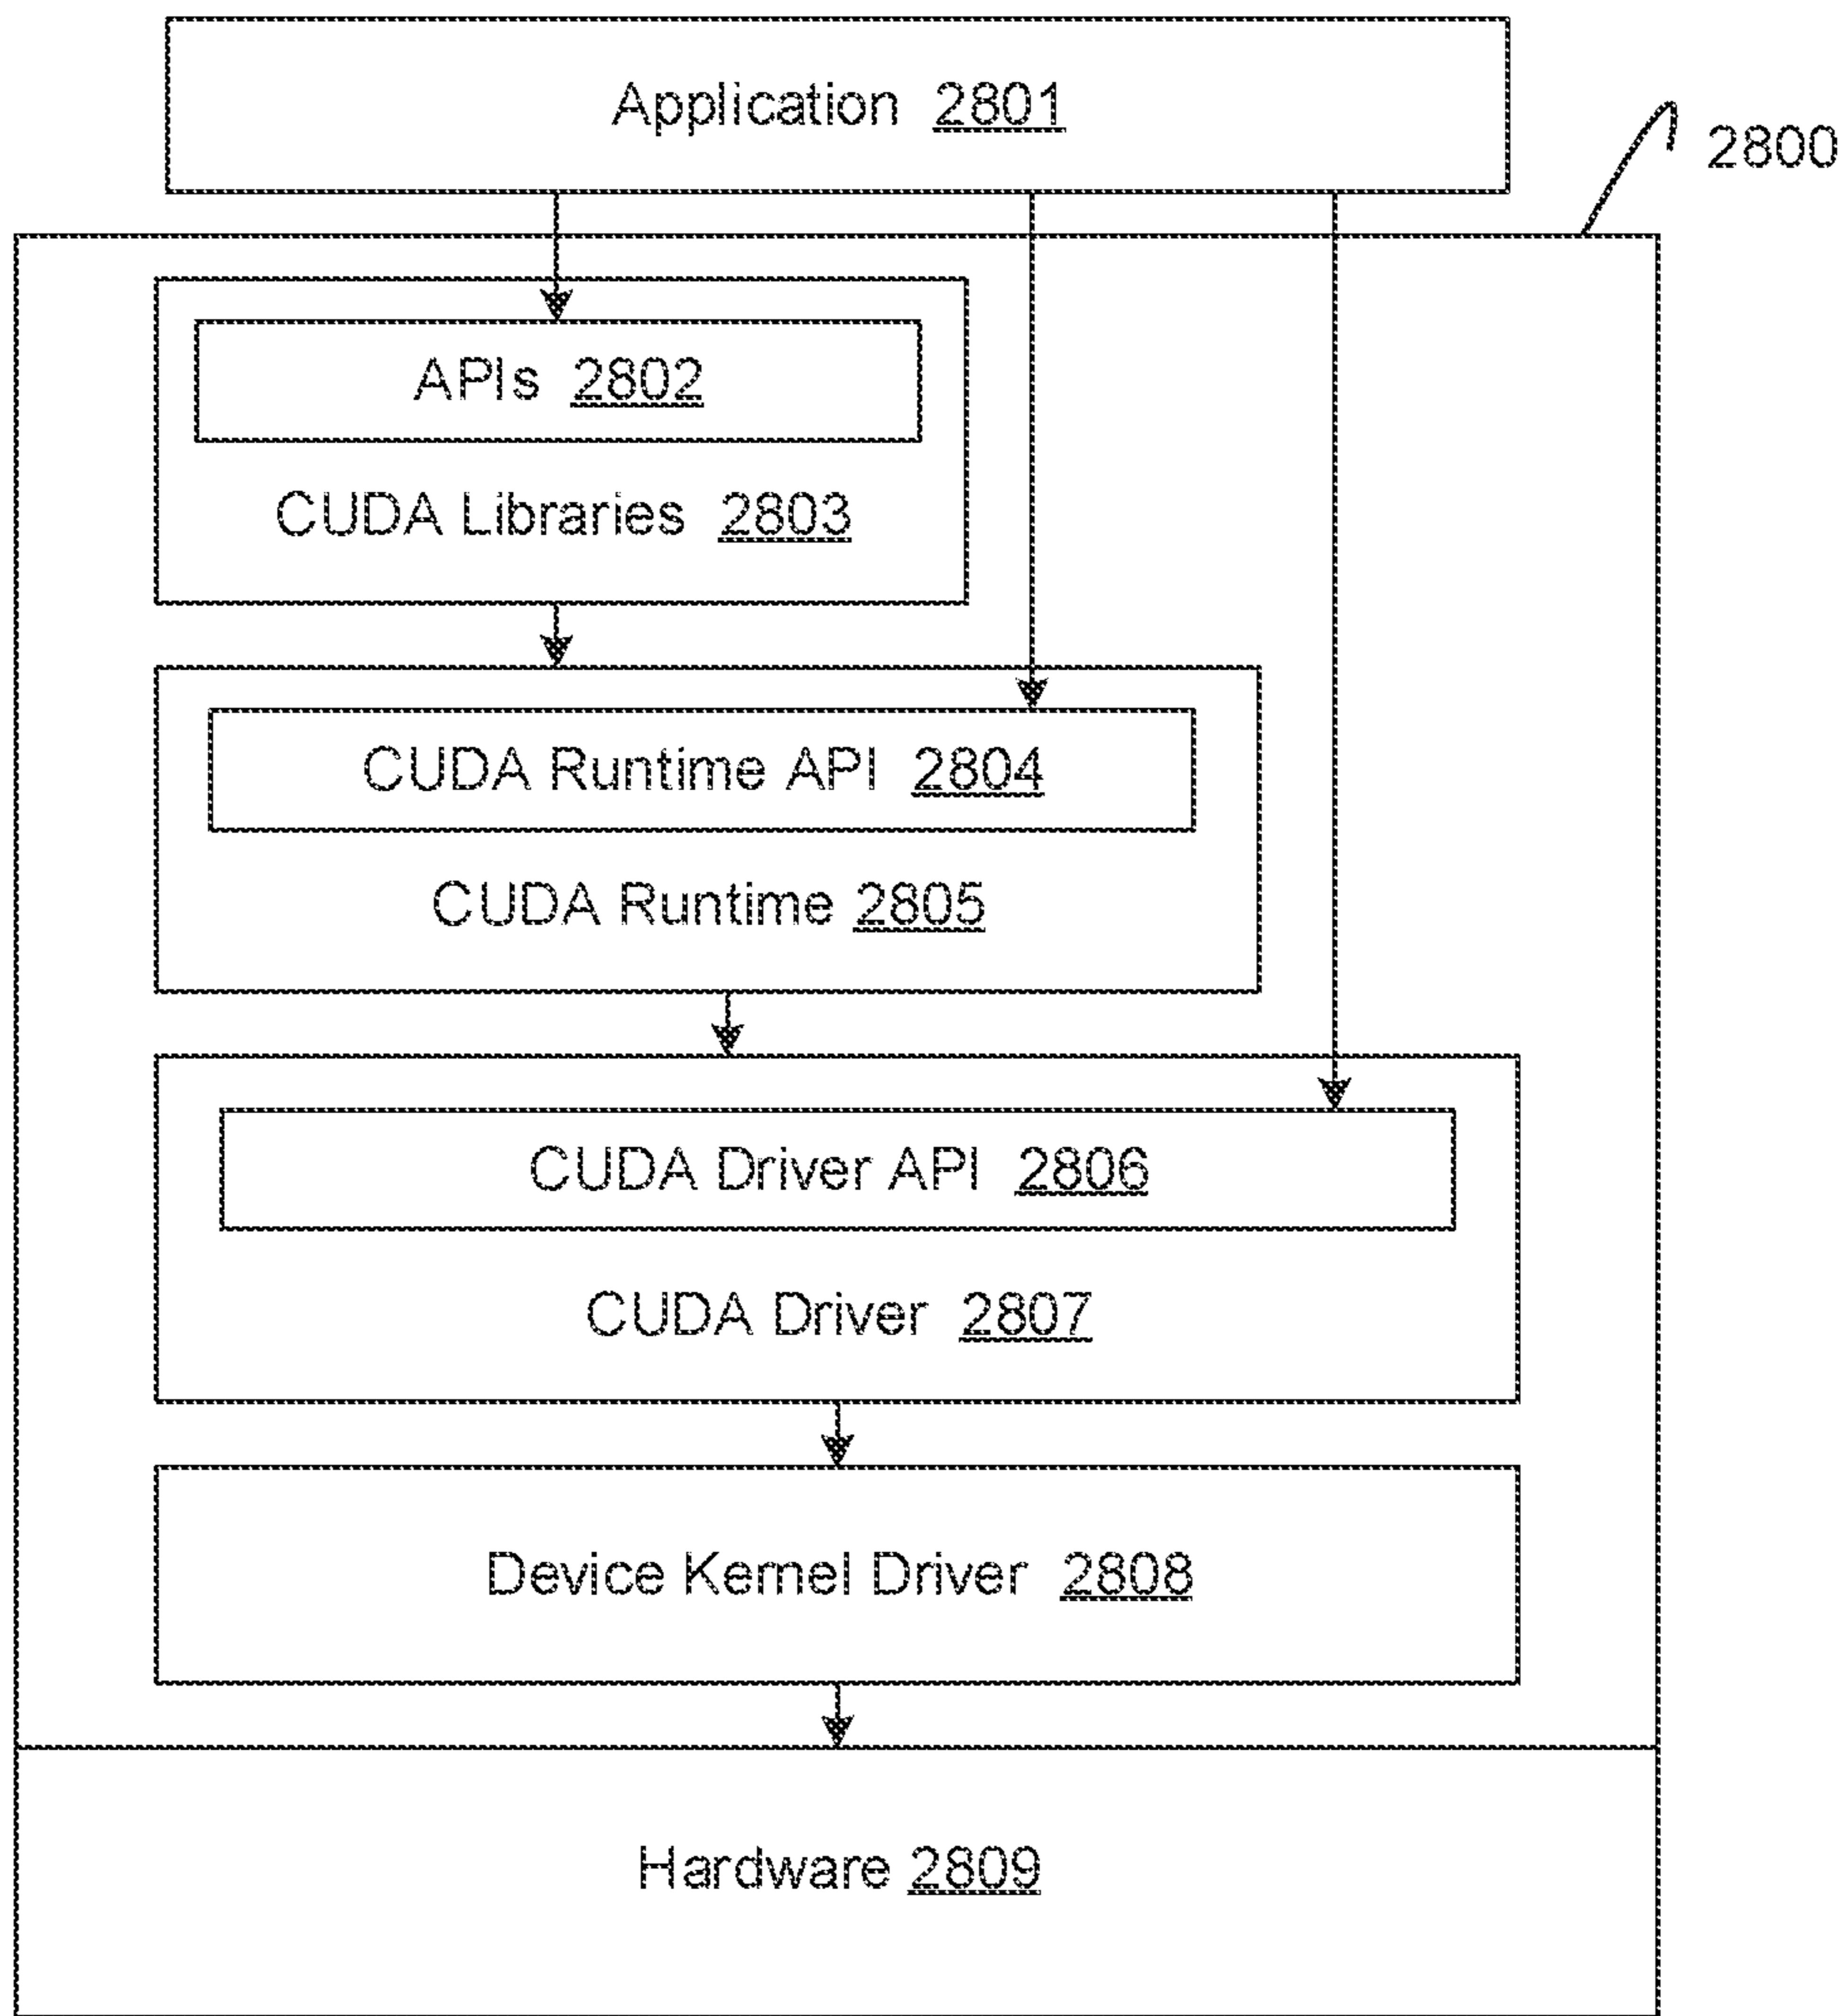 Application 2801
2800
APIs 2802
CUDA Libraries 2803
CUDA Runtime API 2804
CUDA Runtime 2805
CUDA Driver API 2806
CUDA Driver 2807
Device Kernel Driver 2808
Hardware 2809